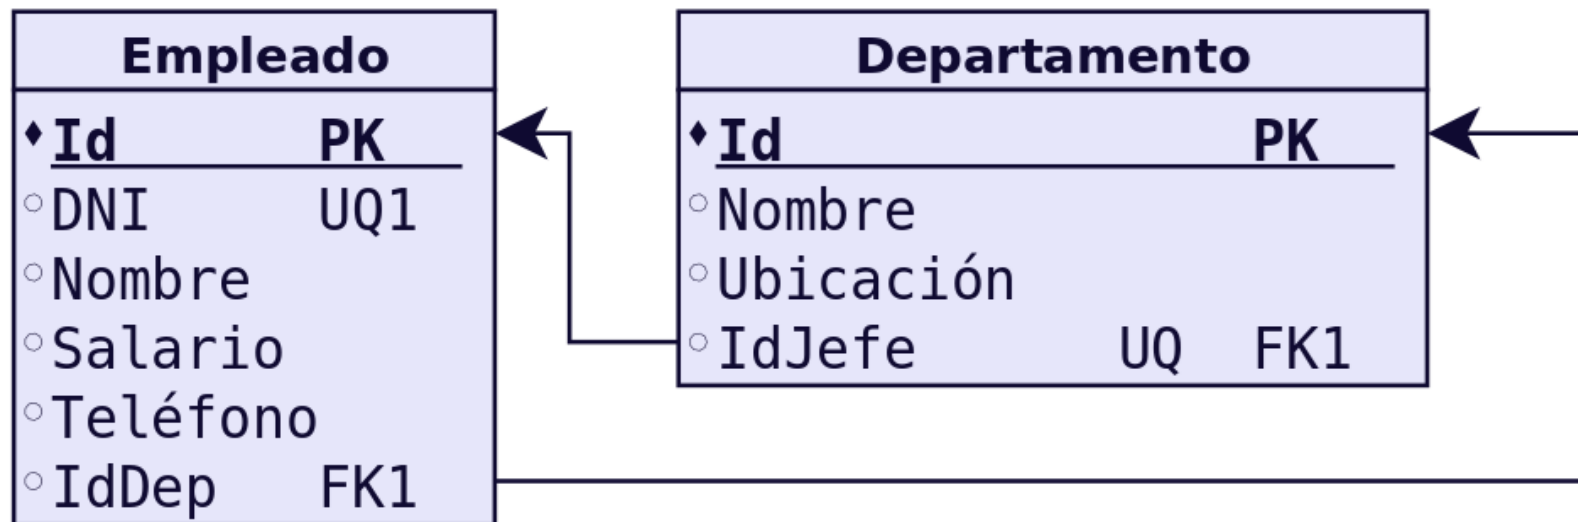 Empleado
Id PK
DNI UQ1
Nombre
Salario
Teléfono
IdDep FK1
Departamento
Id PK
Nombre
Ubicación
IdJefe UQ FK1